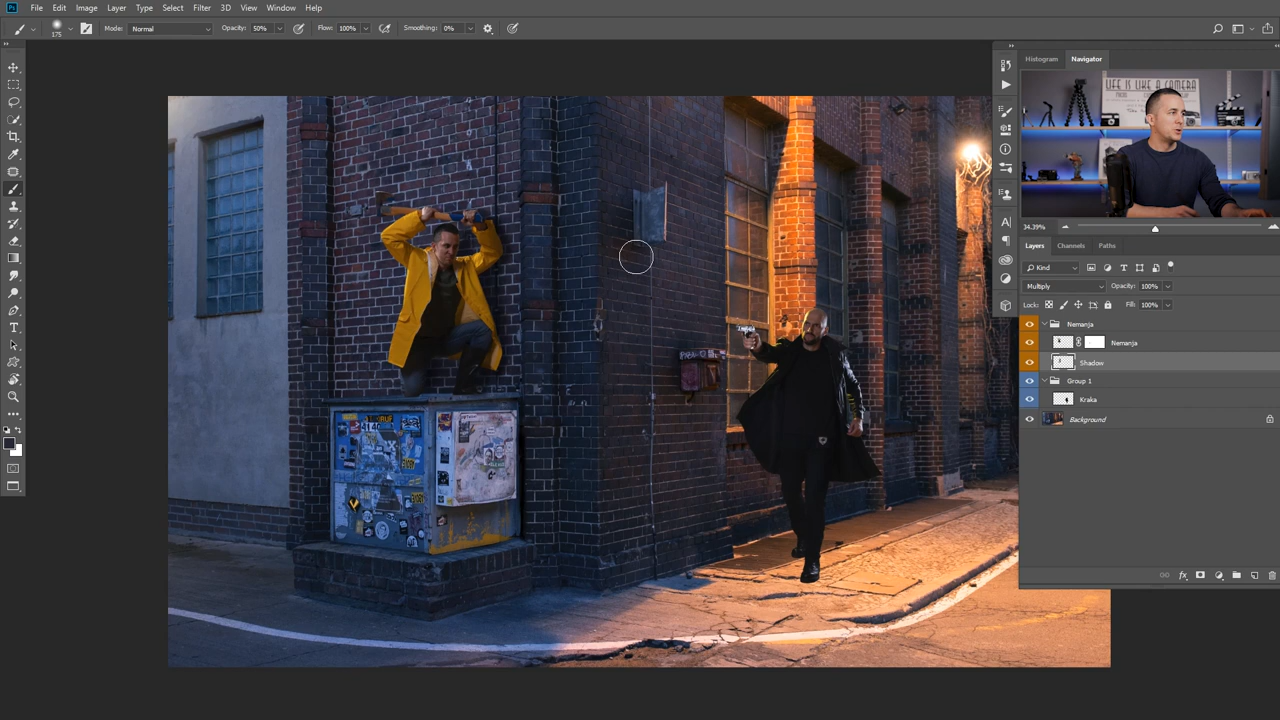 Ps File Edit Image Layer Type Select Filter 3D View Window Help
175 Mode: Normal Opacity: 50% Flow: 100% Smoothing: 0%
Histogram Navigator
LIFE IS LIKE A CAMERA
34.39%
Layers Channels Paths
Kind
Multiply Opacity: 100%
Lock: Fill: 100%
Nemanja
Nemanja
Shadow
Group 1
Kraka
Background